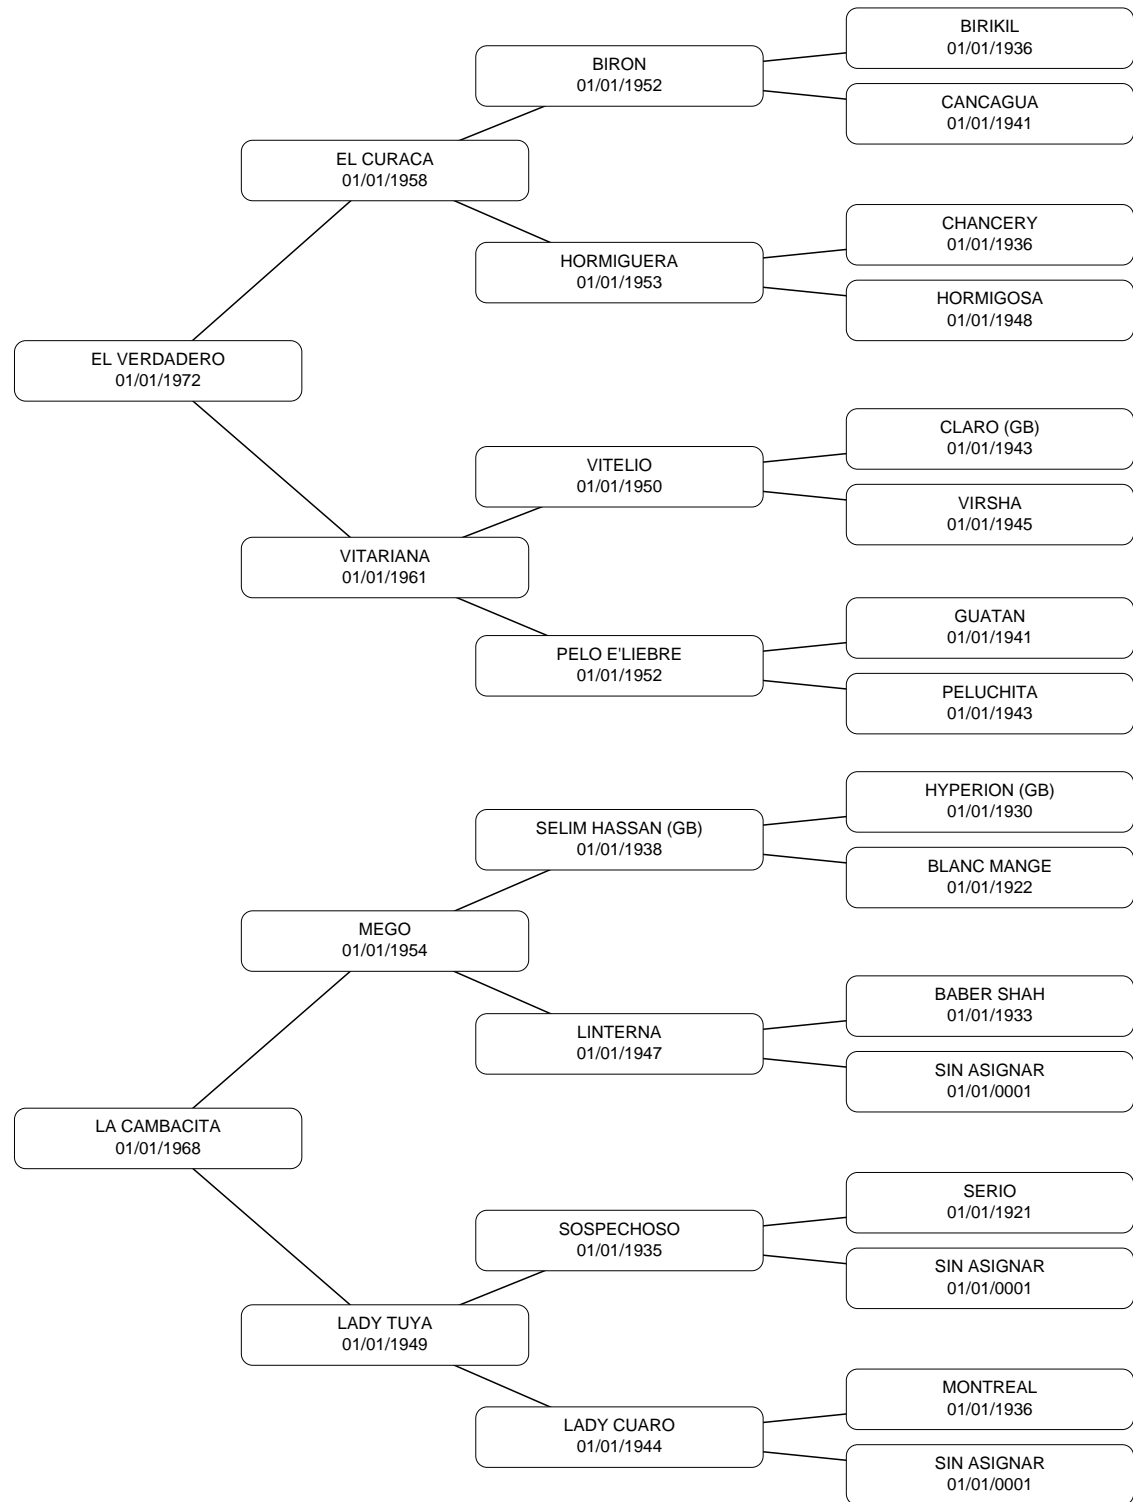 BIRIKIL
01/01/1936
BIRON
01/01/1952
CANCAGUA
01/01/1941
EL CURACA
01/01/1958
CHANCERY
01/01/1936
HORMIGUERA
01/01/1953
HORMIGOSA
01/01/1948
EL VERDADERO
01/01/1972
CLARO (GB)
01/01/1943
VITELIO
01/01/1950
VIRSHA
01/01/1945
VITARIANA
01/01/1961
GUATAN
01/01/1941
PELO E'LIEBRE
01/01/1952
PELUCHITA
01/01/1943
HYPERION (GB)
01/01/1930
SELIM HASSAN (GB)
01/01/1938
BLANC MANGE
01/01/1922
MEGO
01/01/1954
BABER SHAH
01/01/1933
LINTERNA
01/01/1947
SIN ASIGNAR
01/01/0001
LA CAMBACITA
01/01/1968
SERIO
01/01/1921
SOSPECHOSO
01/01/1935
SIN ASIGNAR
01/01/0001
LADY TUYA
01/01/1949
MONTREAL
01/01/1936
LADY CUARO
01/01/1944
SIN ASIGNAR
01/01/0001